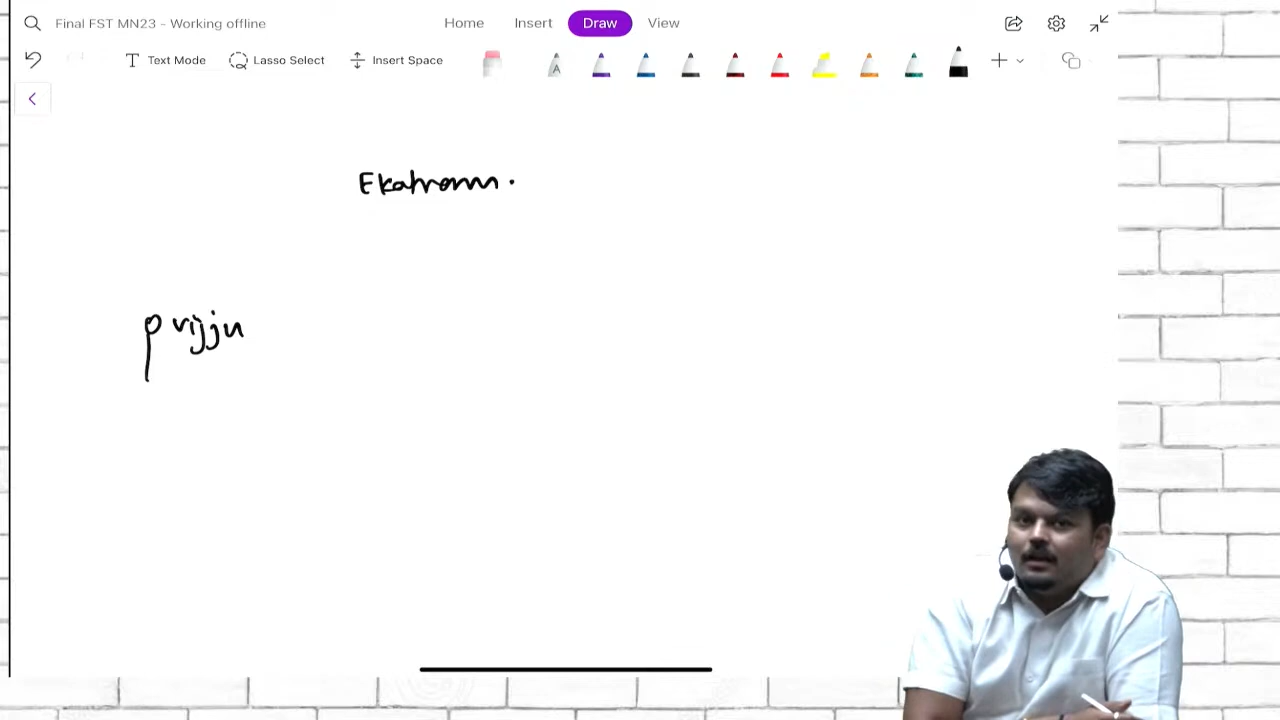 Final FST MN23 - Working offline
Home Insert Draw View
Text Mode Lasso Select Insert Space
A
Ekatvam.
prijju